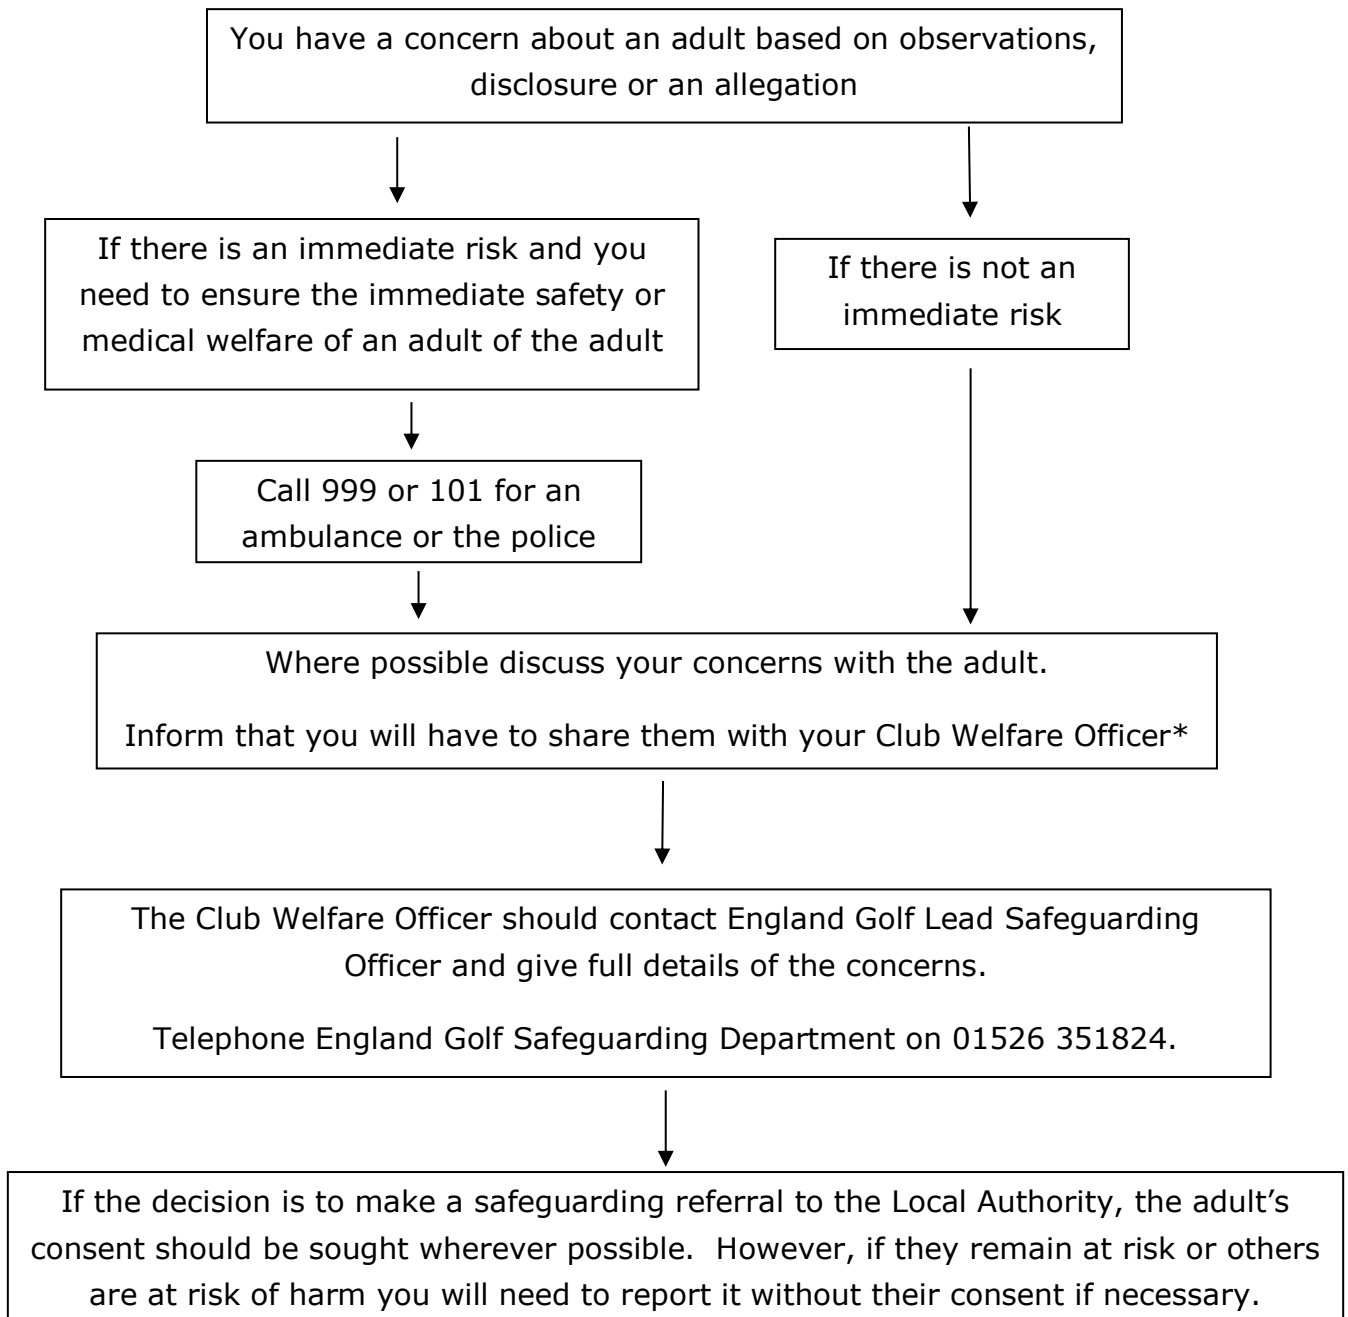 You have a concern about an adult based on observations,
disclosure or an allegation
If there is an immediate risk and you
need to ensure the immediate safety or
medical welfare of an adult of the adult
If there is not an
immediate risk
Call 999 or 101 for an
ambulance or the police
Where possible discuss your concerns with the adult.
Inform that you will have to share them with your Club Welfare Officer*
The Club Welfare Officer should contact England Golf Lead Safeguarding
Officer and give full details of the concerns.
Telephone England Golf Safeguarding Department on 01526 351824.
If the decision is to make a safeguarding referral to the Local Authority, the adult’s
consent should be sought wherever possible.  However, if they remain at risk or others
are at risk of harm you will need to report it without their consent if necessary.